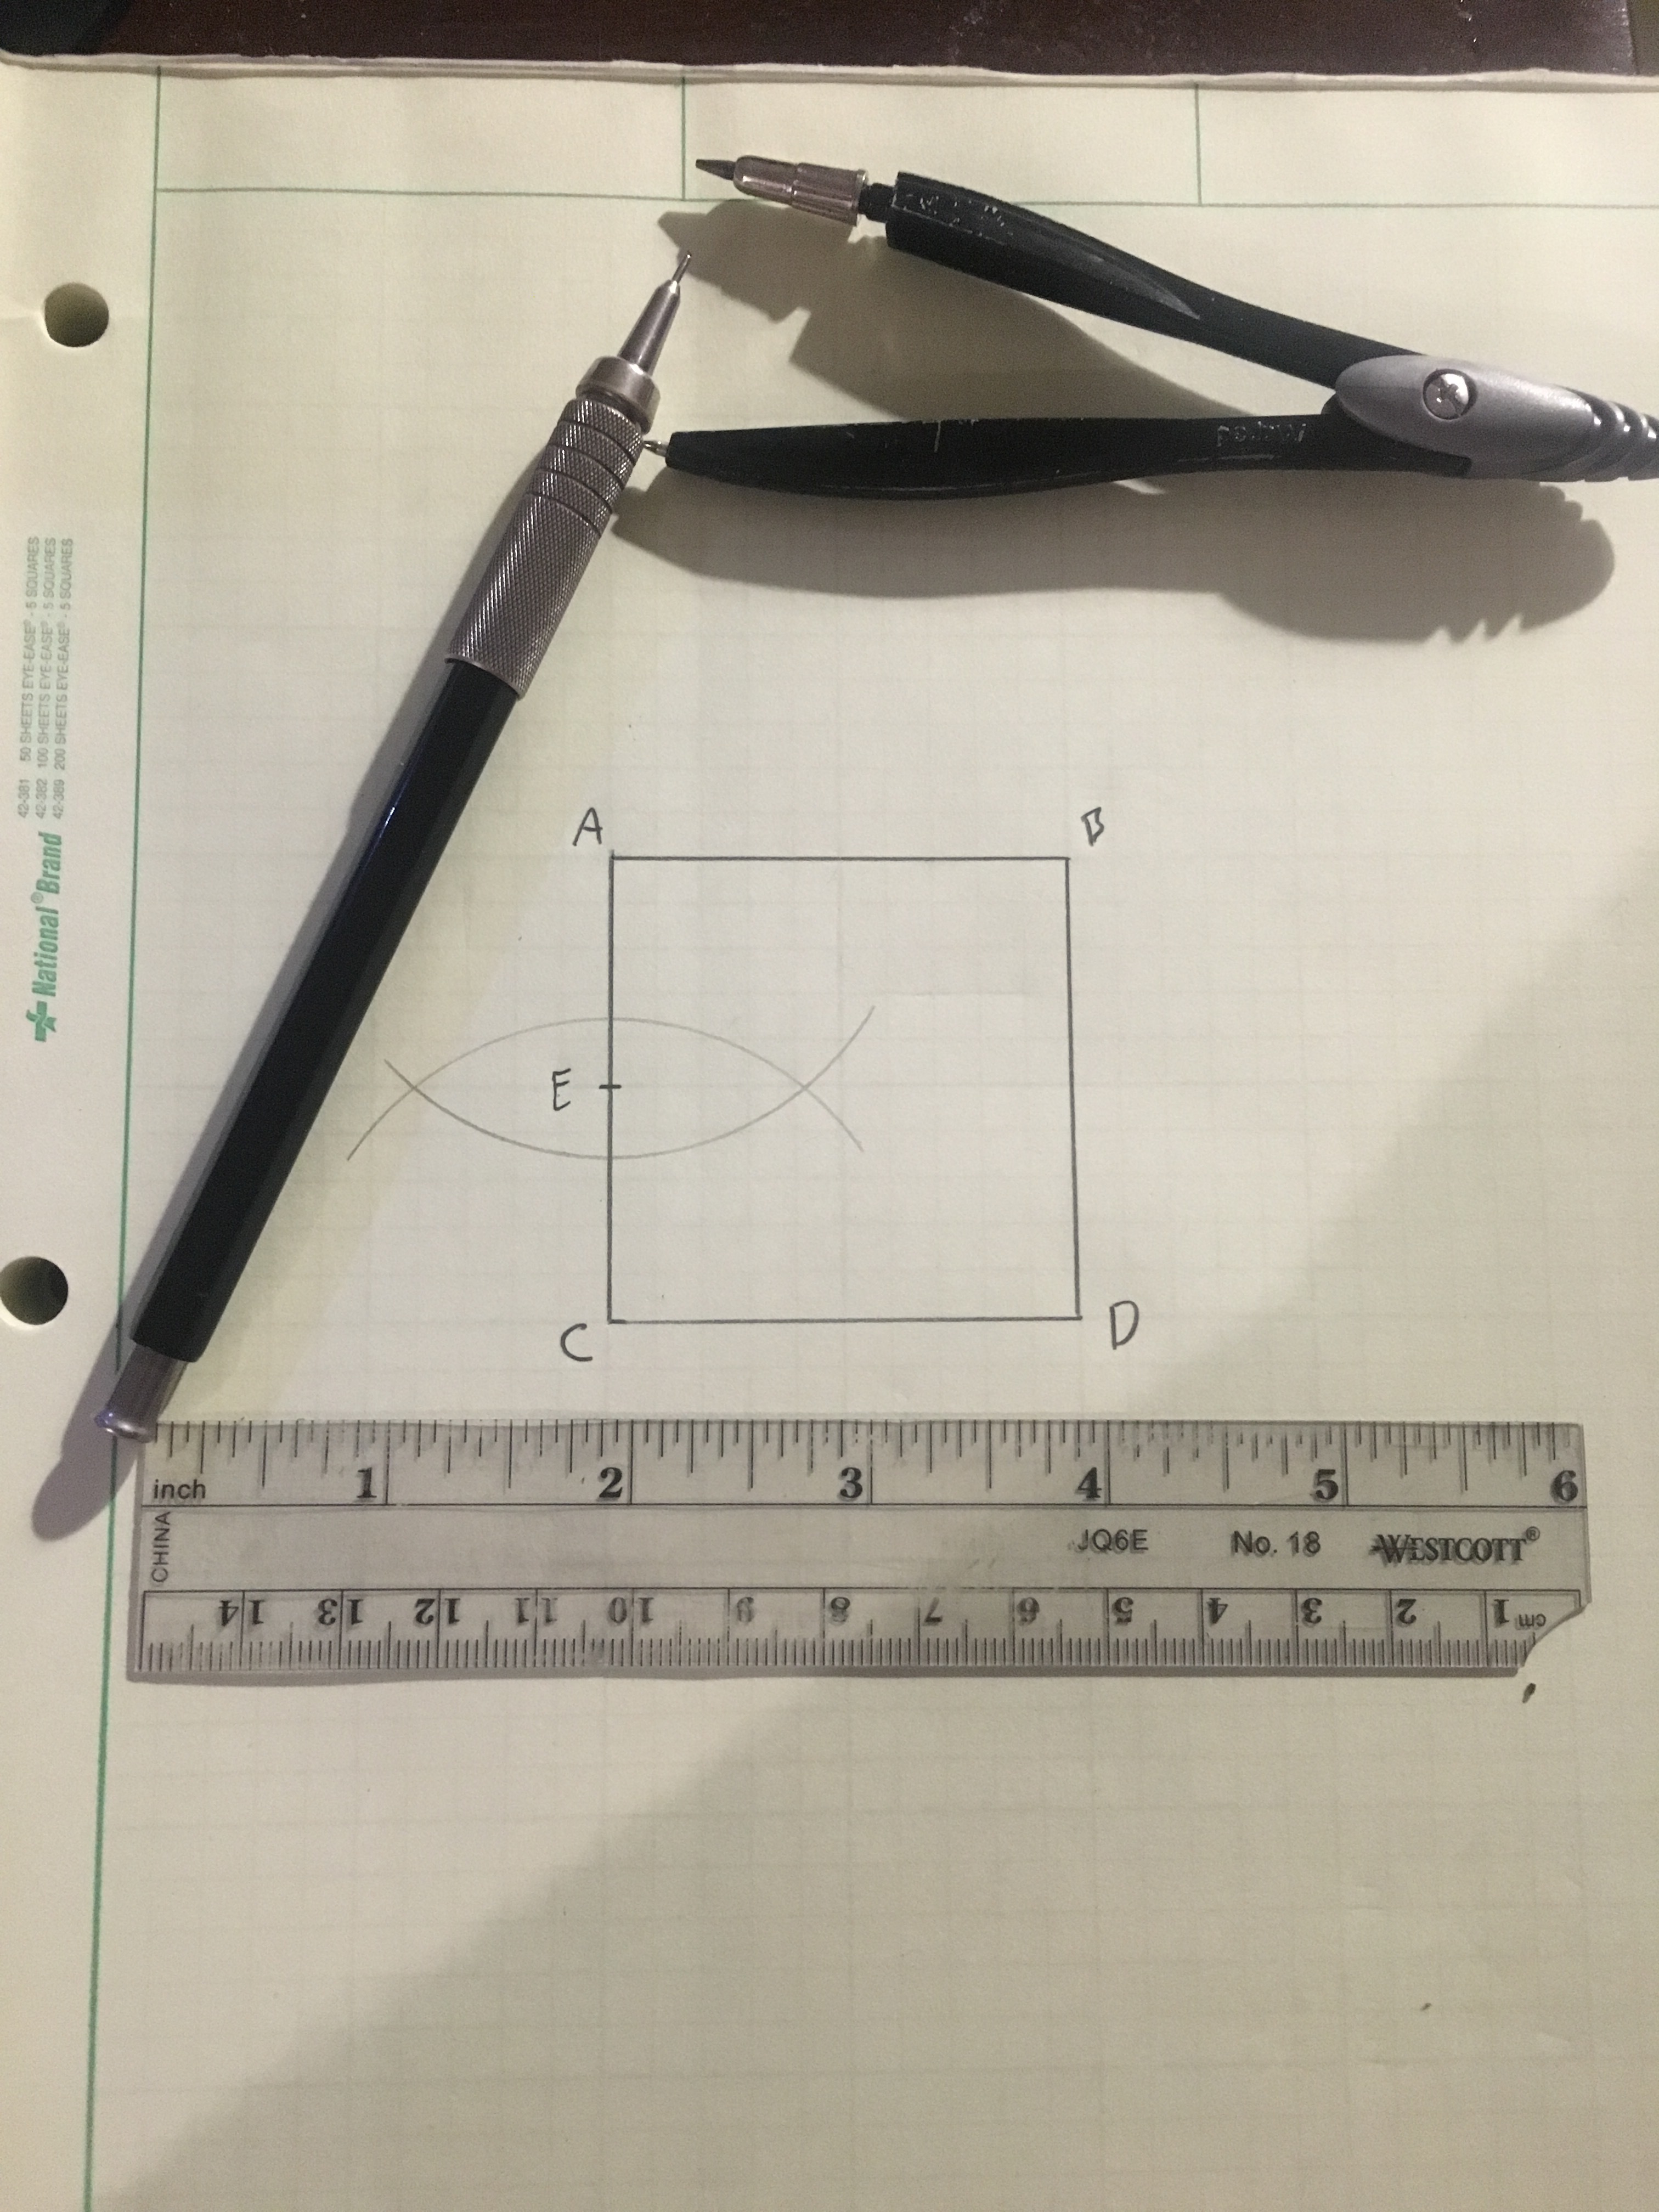 National® Brand
42-381 50 SHEETS EYE-EASE® - 5 SQUARES
42-382 100 SHEETS EYE-EASE® - 5 SQUARES
42-389 200 SHEETS EYE-EASE® - 5 SQUARES
A
B
C
D
E
inch
1
2
3
4
5
6
CHINA
JQ6E
No. 18
WESTCOTT®
14
13
12
11
10
9
8
7
6
5
4
3
2
1
cm